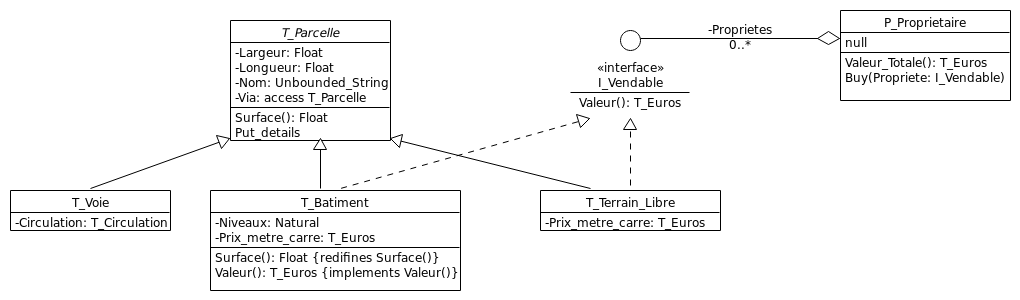 T_Parcelle
-Largeur: Float
-Longueur: Float
-Nom: Unbounded_String
-Via: access T_Parcelle
Surface(): Float
Put_details
-Proprietes
0..*
«interface»
I_Vendable
Valeur(): T_Euros
P_Proprietaire
null
Valeur_Totale(): T_Euros
Buy(Propriete: I_Vendable)
T_Voie
-Circulation: T_Circulation
T_Batiment
-Niveaux: Natural
-Prix_metre_carre: T_Euros
Surface(): Float {redifines Surface()}
Valeur(): T_Euros {implements Valeur()}
T_Terrain_Libre
-Prix_metre_carre: T_Euros